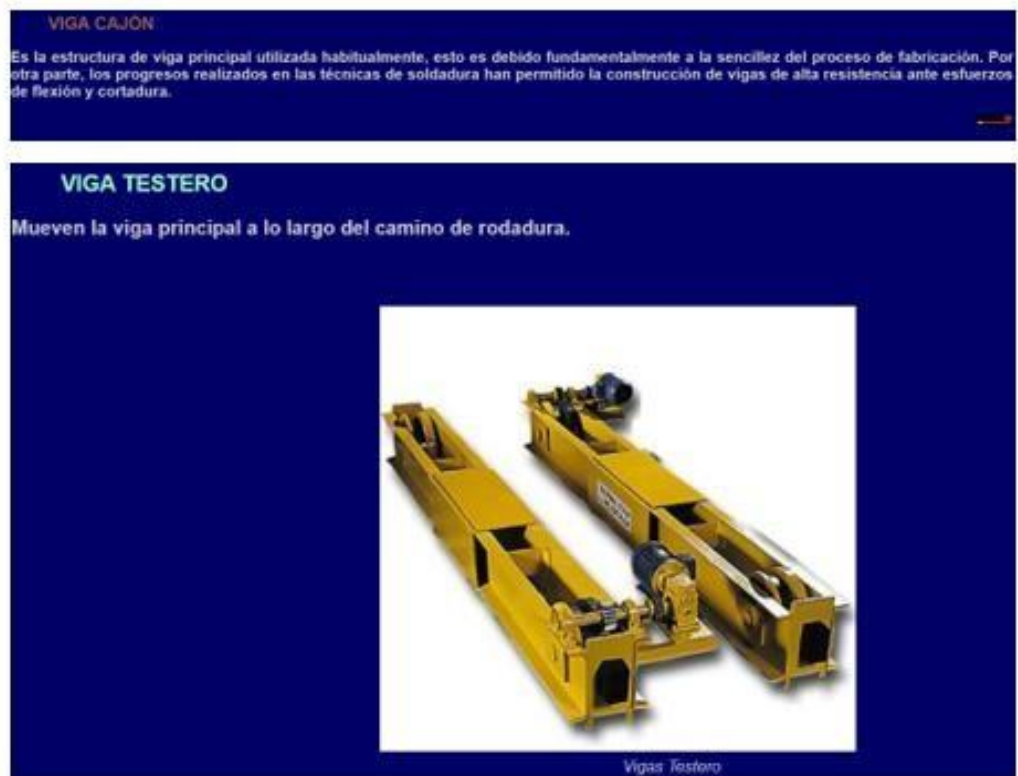 VIGA CAJÓN
Es la estructura de viga principal utilizada habitualmente, esto es debido fundamentalmente a la sencillez del proceso de fabricación. Por
otra parte, los progresos realizados en las técnicas de soldadura han permitido la construcción de vigas de alta resistencia ante esfuerzos
de flexión y cortadura.
VIGA TESTERO
Mueven la viga principal a lo largo del camino de rodadura.
Vigas Testero